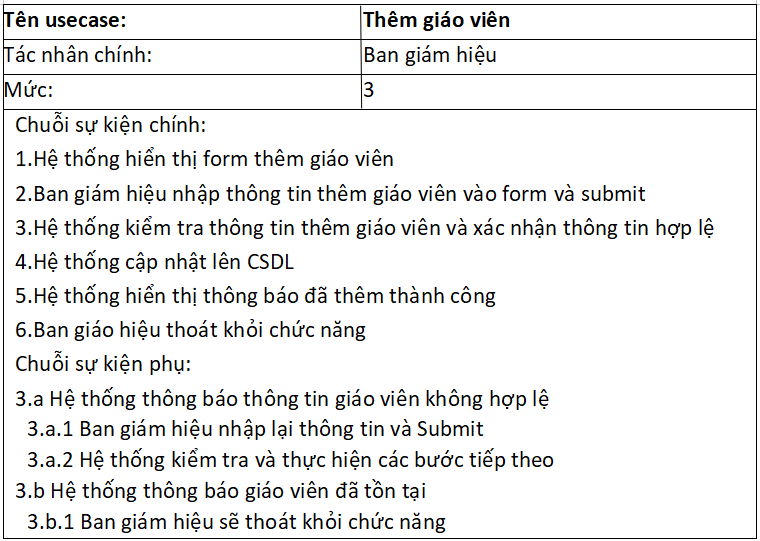 Tên usecase: Thêm giáo viên
Tác nhân chính: Ban giám hiệu
Mức: 3
Chuỗi sự kiện chính:
1.Hệ thống hiển thị form thêm giáo viên
2.Ban giám hiệu nhập thông tin thêm giáo viên vào form và submit
3.Hệ thống kiểm tra thông tin thêm giáo viên và xác nhận thông tin hợp lệ
4.Hệ thống cập nhật lên CSDL
5.Hệ thống hiển thị thông báo đã thêm thành công
6.Ban giáo hiệu thoát khỏi chức năng
Chuỗi sự kiện phụ:
3.a Hệ thống thông báo thông tin giáo viên không hợp lệ
3.a.1 Ban giám hiệu nhập lại thông tin và Submit
3.a.2 Hệ thống kiểm tra và thực hiện các bước tiếp theo
3.b Hệ thống thông báo giáo viên đã tồn tại
3.b.1 Ban giám hiệu sẽ thoát khỏi chức năng